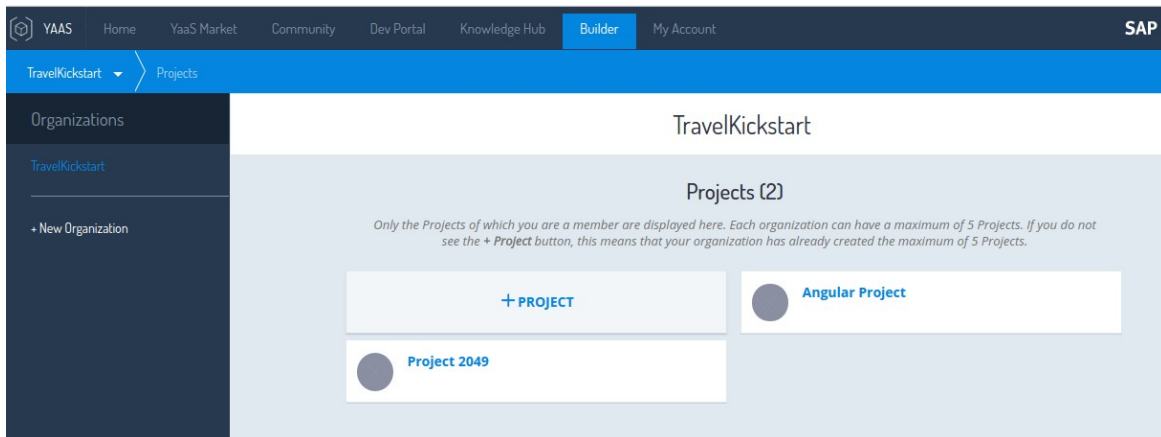 YAAS Home YaaS Market Community Dev Portal Knowledge Hub Builder My Account SAP
TravelKickstart Projects
Organizations
TravelKickstart
+ New Organization
TravelKickstart
Projects (2)
Only the Projects of which you are a member are displayed here. Each organization can have a maximum of 5 Projects. If you do not
see the + Project button, this means that your organization has already created the maximum of 5 Projects.
+ PROJECT
Angular Project
Project 2049